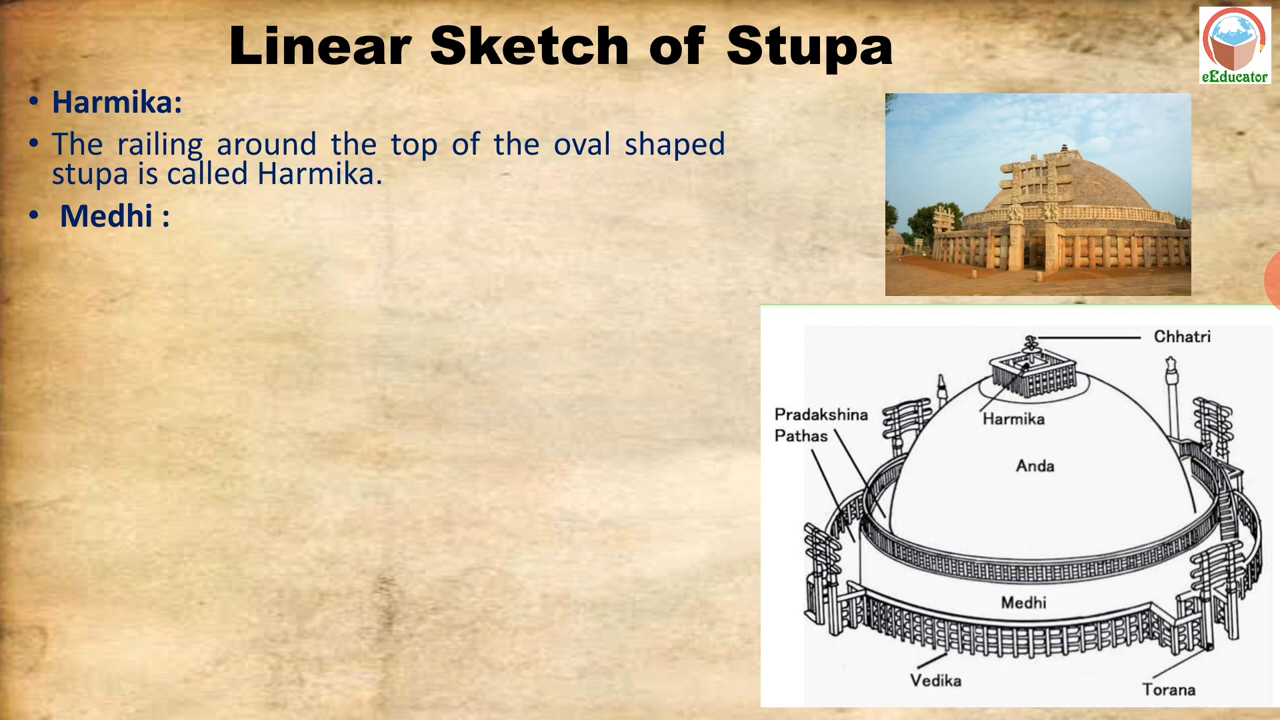 Linear Sketch of Stupa
eEducator
• Harmika:
• The railing around the top of the oval shaped
stupa is called Harmika.
• Medhi :
Chhatri
Harmika
Pradakshina
Pathas
Anda
Medhi
Vedika
Torana